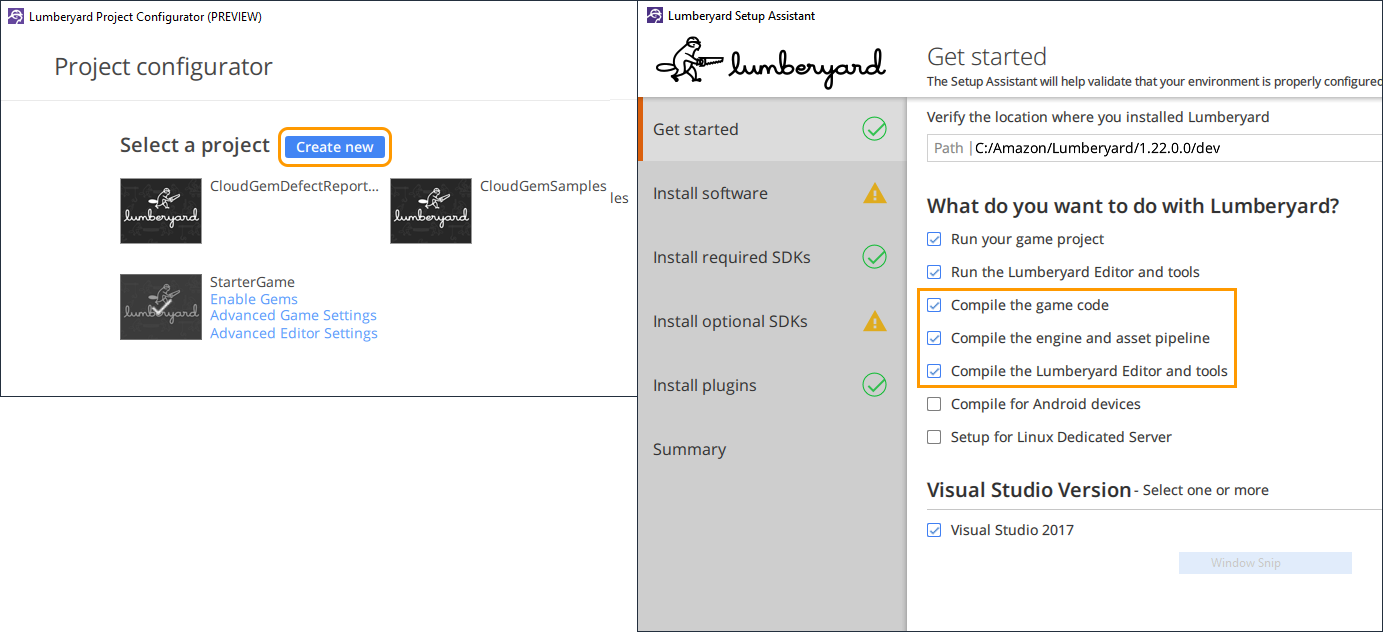 Lumberyard Project Configurator (PREVIEW)
Project configurator
Select a project
Create new
CloudGemDefectReport...
CloudGemSamples
les
lumberyard
lumberyard
StarterGame
Enable Gems
Advanced Game Settings
Advanced Editor Settings
lumberyard
Lumberyard Setup Assistant
lumberyard
Get started
The Setup Assistant will help validate that your environment is properly configured
Get started
Install software
Install required SDKs
Install optional SDKs
Install plugins
Summary
Verify the location where you installed Lumberyard
Path | C:/Amazon/Lumberyard/1.22.0.0/dev
What do you want to do with Lumberyard?
Run your game project
Run the Lumberyard Editor and tools
Compile the game code
Compile the engine and asset pipeline
Compile the Lumberyard Editor and tools
Compile for Android devices
Setup for Linux Dedicated Server
Visual Studio Version - Select one or more
Visual Studio 2017
Window Snip